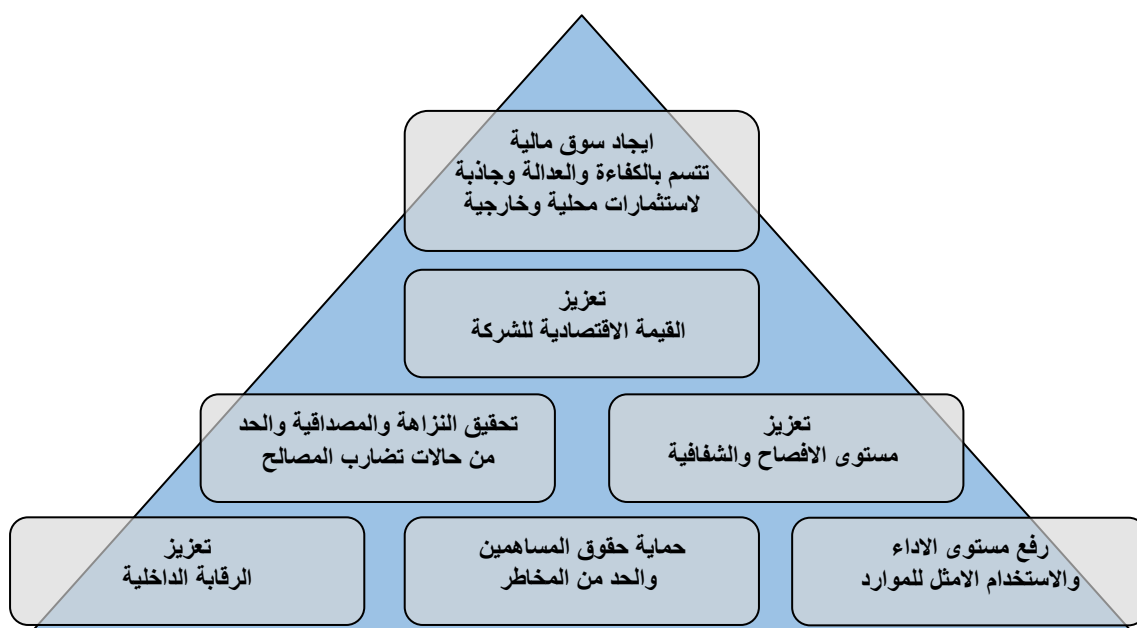 ايجاد سوق مالية
تتسم بالكفاءة والعدالة وجاذبة
لاستثمارات محلية وخارجية
تعزيز
القيمة الاقتصادية للشركة
تعزيز
مستوى الافصاح والشفافية
تحقيق النزاهة والمصداقية والحد
من حالات تضارب المصالح
رفع مستوى الاداء
والاستخدام الامثل للموارد
حماية حقوق المساهمين
والحد من المخاطر
تعزيز
الرقابة الداخلية